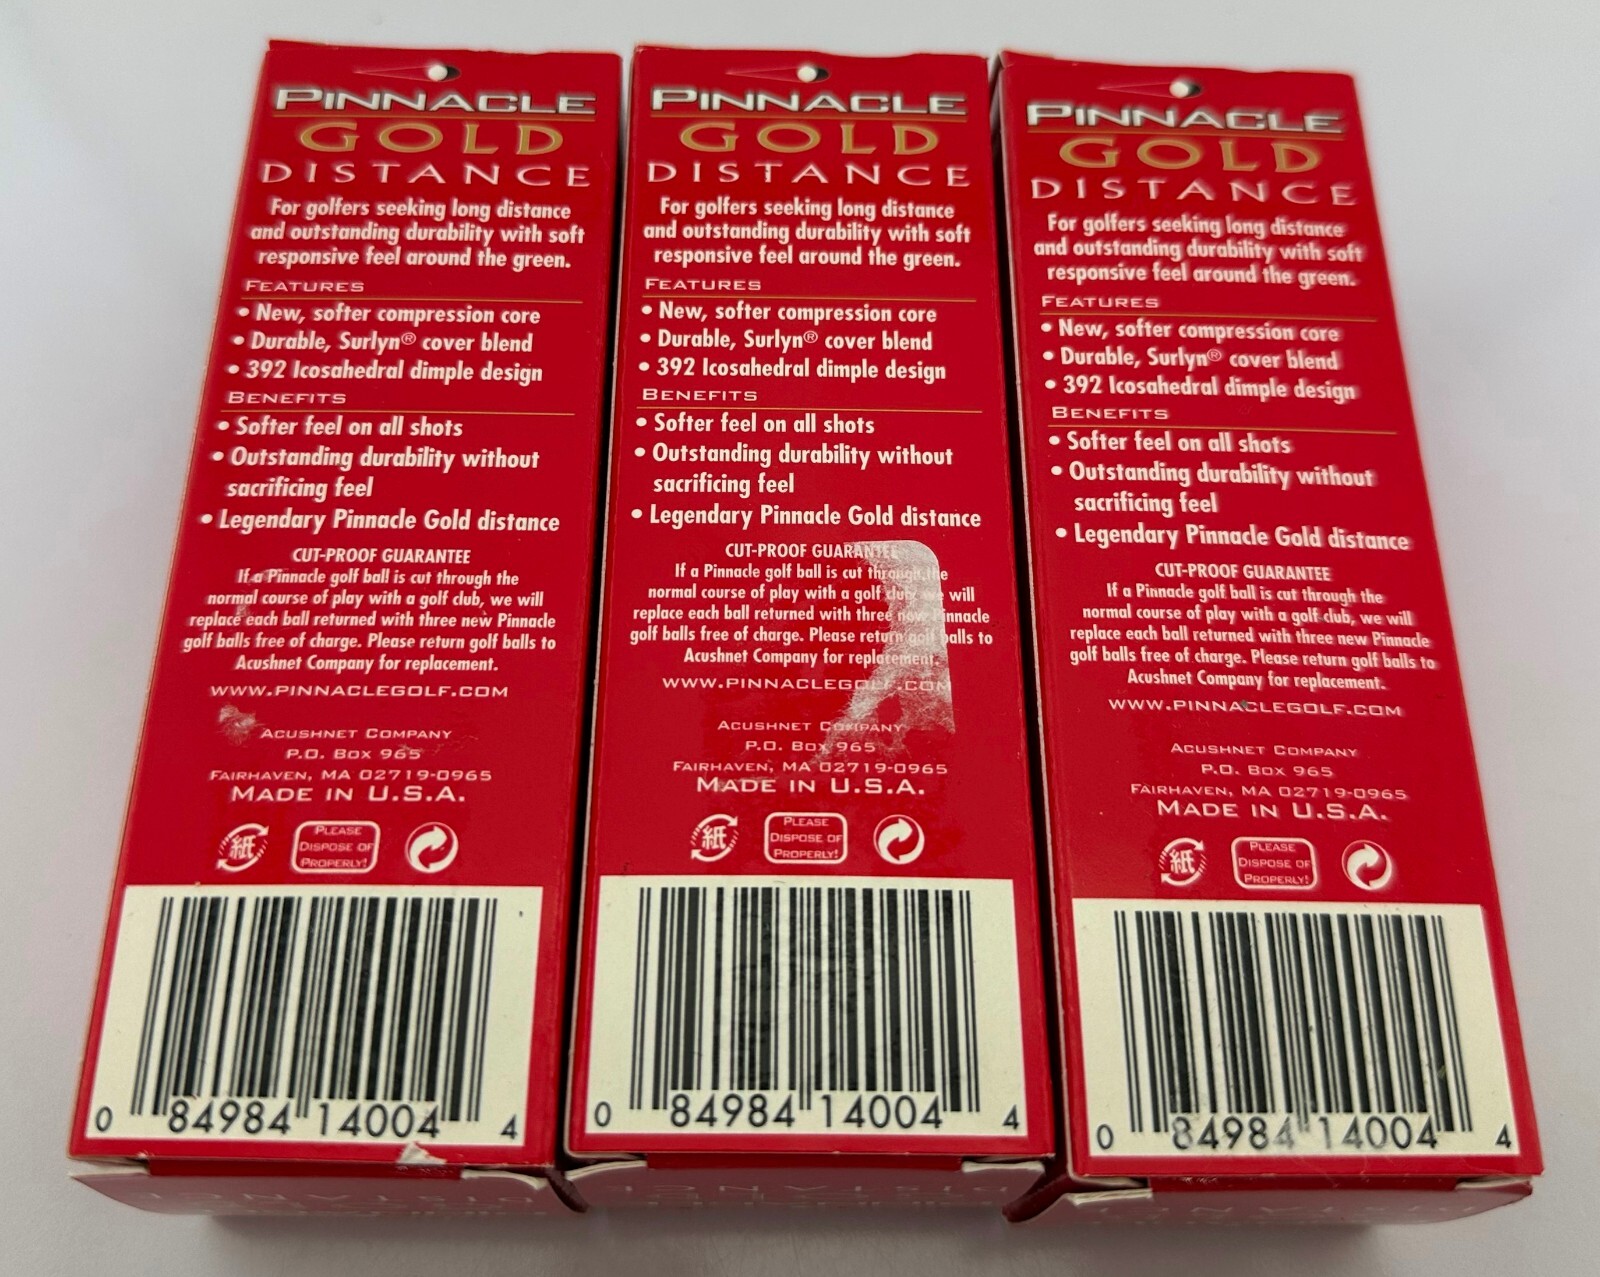 PINNACLE
GOLD
DISTANCE
For golfers seeking long distance
and outstanding durability with soft
responsive feel around the green.
FEATURES
• New, softer compression core
• Durable, Surlyn® cover blend
• 392 Icosahedral dimple design
BENEFITS
• Softer feel on all shots
• Outstanding durability without
sacrificing feel
• Legendary Pinnacle Gold distance
CUT-PROOF GUARANTEE
If a Pinnacle golf ball is cut through the
normal course of play with a golf club, we will
replace each ball returned with three new Pinnacle
golf balls free of charge. Please return golf balls to
Acushnet Company for replacement.
WWW.PINNACLEGOLF.COM
ACUSHNET COMPANY
P.O. BOX 965
FAIRHAVEN, MA 02719-0965
MADE IN U.S.A.
紙
PLEASE
DISPOSE OF
PROPERLY!
0 84984 14004 4
PINNACLE
GOLD
DISTANCE
For golfers seeking long distance
and outstanding durability with soft
responsive feel around the green.
FEATURES
• New, softer compression core
• Durable, Surlyn® cover blend
• 392 Icosahedral dimple design
BENEFITS
• Softer feel on all shots
• Outstanding durability without
sacrificing feel
• Legendary Pinnacle Gold distance
CUT-PROOF GUARANTEE
If a Pinnacle golf ball is cut through the
normal course of play with a golf club, we will
replace each ball returned with three new Pinnacle
golf balls free of charge. Please return golf balls to
Acushnet Company for replacement.
WWW.PINNACLEGOLF.COM
ACUSHNET COMPANY
P.O. BOX 965
FAIRHAVEN, MA 02719-0965
MADE IN U.S.A.
紙
PLEASE
DISPOSE OF
PROPERLY!
0 84984 14004 4
PINNACLE
GOLD
DISTANCE
For golfers seeking long distance
and outstanding durability with soft
responsive feel around the green.
FEATURES
• New, softer compression core
• Durable, Surlyn® cover blend
• 392 Icosahedral dimple design
BENEFITS
• Softer feel on all shots
• Outstanding durability without
sacrificing feel
• Legendary Pinnacle Gold distance
CUT-PROOF GUARANTEE
If a Pinnacle golf ball is cut through the
normal course of play with a golf club, we will
replace each ball returned with three new Pinnacle
golf balls free of charge. Please return golf balls to
Acushnet Company for replacement.
WWW.PINNACLEGOLF.COM
ACUSHNET COMPANY
P.O. BOX 965
FAIRHAVEN, MA 02719-0965
MADE IN U.S.A.
紙
PLEASE
DISPOSE OF
PROPERLY!
0 84984 14004 4